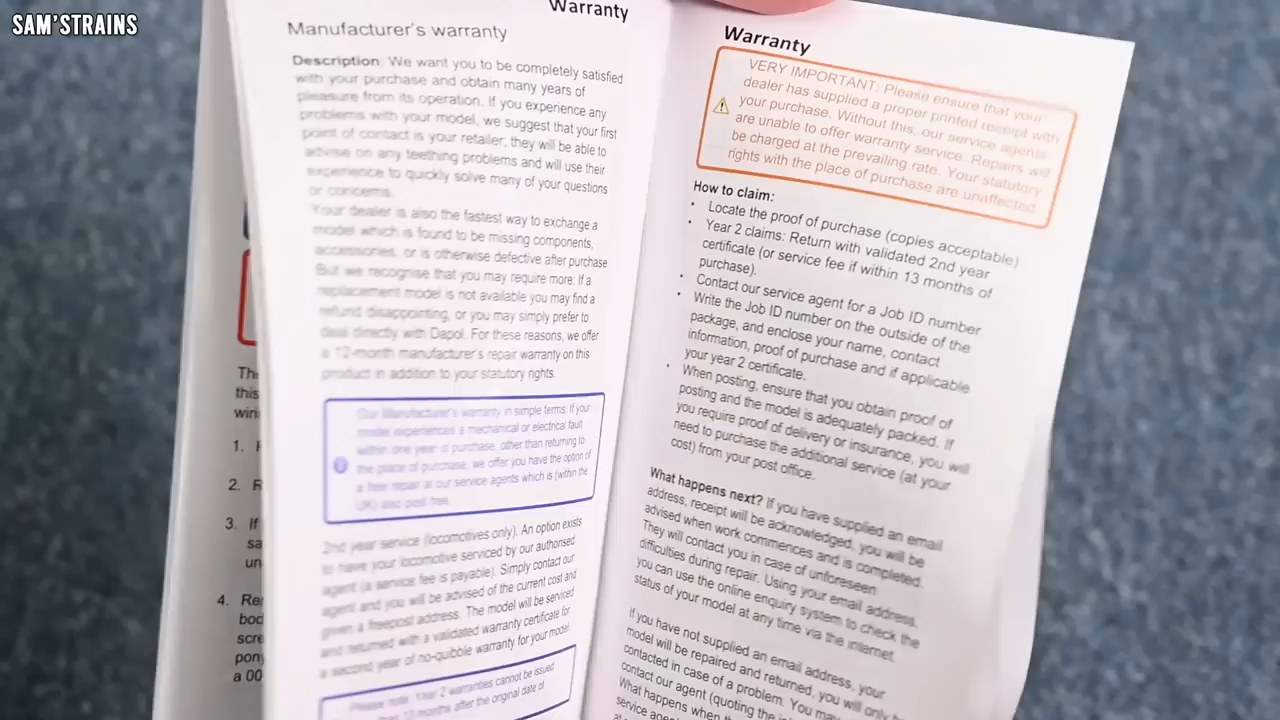 SAM'STRAINS
Warranty
Manufacturer's warranty
Description: We want you to be completely satisfied
with your purchase and obtain many years of
pleasure from its operation. If you experience any
problems with your model, we suggest that your first
point of contact is your retailer; they will be able to
advise on any teething problems and will use their
experience to quickly solve many of your questions
or concerns.
Your dealer is also the fastest way to exchange a
model which is found to be missing components,
accessories, or is otherwise defective after purchase
But we recognise that you may require more: If a
replacement model is not available you may find a
refund disappointing, or you may simply prefer to
deal directly with Dapol. For these reasons, we offer
a 12-month manufacturer's repair warranty on this
product in addition to your statutory rights.
Our Manufacturer's warranty in simple terms: If your
model experiences a mechanical or electrical fault
within one year of purchase, other than returning to
the place of purchase, we offer you have the option of
a free repair at our service agents which is (within the
UK) also post free.
2nd year service (locomotives only). An option exists
to have your locomotive serviced by our authorised
agent (a service fee is payable). Simply contact our
agent and you will be advised of the current cost and
given a freepost address. The model will be serviced
and returned with a validated warranty certificate for
a second year of no-quibble warranty for your model.
Please note: Year 2 warranties cannot be issued
than 13 months after the original date of
Th
this
wiri
1.
2. R
3. If
sa
un
4. Rer
bod
scre
pony
a 00
Warranty
VERY IMPORTANT: Please ensure that your
dealer has supplied a proper printed receipt with
your purchase. Without this, our service agents
are unable to offer warranty service. Repairs will
be charged at the prevailing rate. Your statutory
rights with the place of purchase are unaffected
How to claim:
• Locate the proof of purchase (copies acceptable)
• Year 2 claims: Return with validated 2nd year
certificate (or service fee if within 13 months of
purchase).
• Contact our service agent for a Job ID number.
• Write the Job ID number on the outside of the
package, and enclose your name, contact
information, proof of purchase and if applicable
your year 2 certificate.
• When posting, ensure that you obtain proof of
posting and the model is adequately packed. If
you require proof of delivery or insurance, you will
need to purchase the additional service (at your
cost) from your post office.
What happens next? If you have supplied an email
address, receipt will be acknowledged, you will be
advised when work commences and is completed.
They will contact you in case of unforeseen
difficulties during repair. Using your email address,
you can use the online enquiry system to check the
status of your model at any time via the internet.
If you have not supplied an email address, your
model will be repaired and returned, you will only be
contacted in case of a problem. You may
contact our agent (quoting the
What happens when
service agen